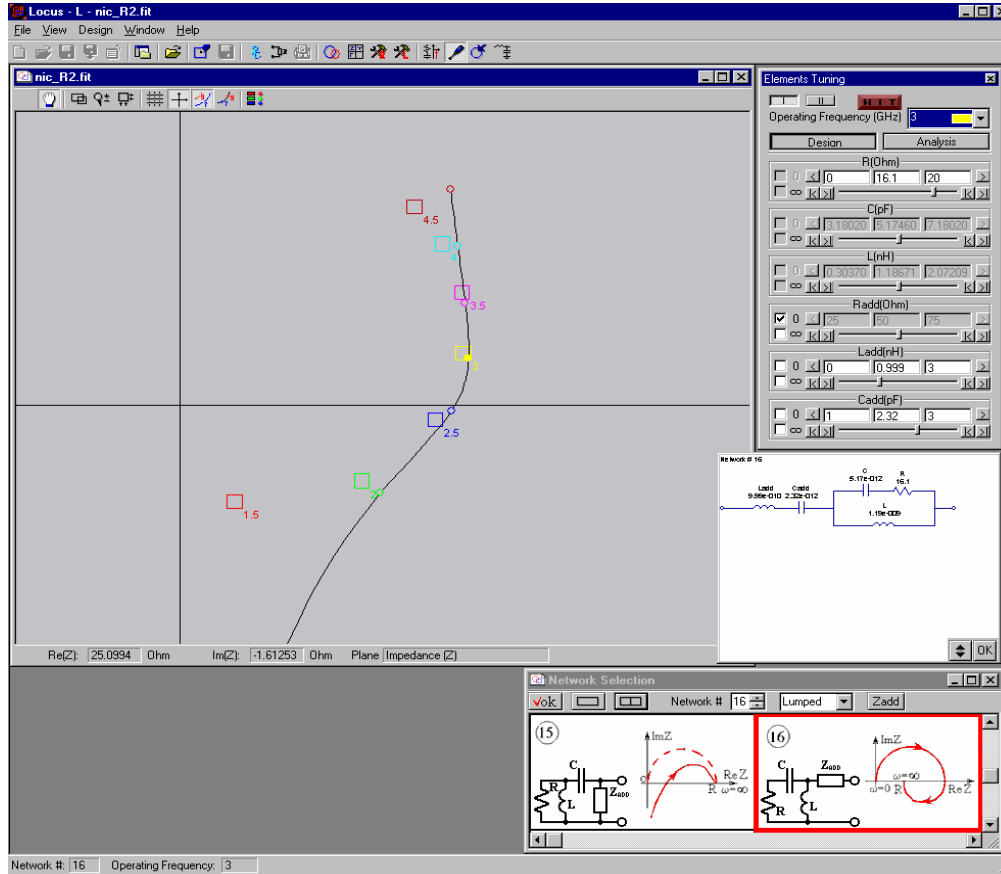 Locus - L - nic_R2.fit
File View Design Window Help
nic_R2.fit
4.5
4
3.5
3
2.5
2
1.5
Re(Z): 25.0994 Ohm Im(Z): -1.61253 Ohm Plane Impedance (Z)
Elements Tuning
I II HIT
Operating Frequency (GHz) 3
Design Analysis
R(Ohm)
0 0 16.1 20
∞
C(pF)
0 3.18020 5.17460 7.18020
∞
L(nH)
0 0.30370 1.18671 2.07209
∞
Radd(Ohm)
0 25 50 75
∞
Ladd(nH)
0 0 0.999 3
∞
Cadd(pF)
0 1 2.32 3
∞
Network # 16
C
5.17e-012
R
16.1
Ladd
9.99e-010
Cadd
2.32e-012
L
1.19e-009
OK
Network Selection
ok Network # 16 Lumped Zadd
15
C
R
L
ZADD
ImZ
0
ReZ
R ω=∞
16
C
ZADD
R
L
ImZ
ω=∞
ω=0 R ReZ
Network #: 16 Operating Frequency: 3